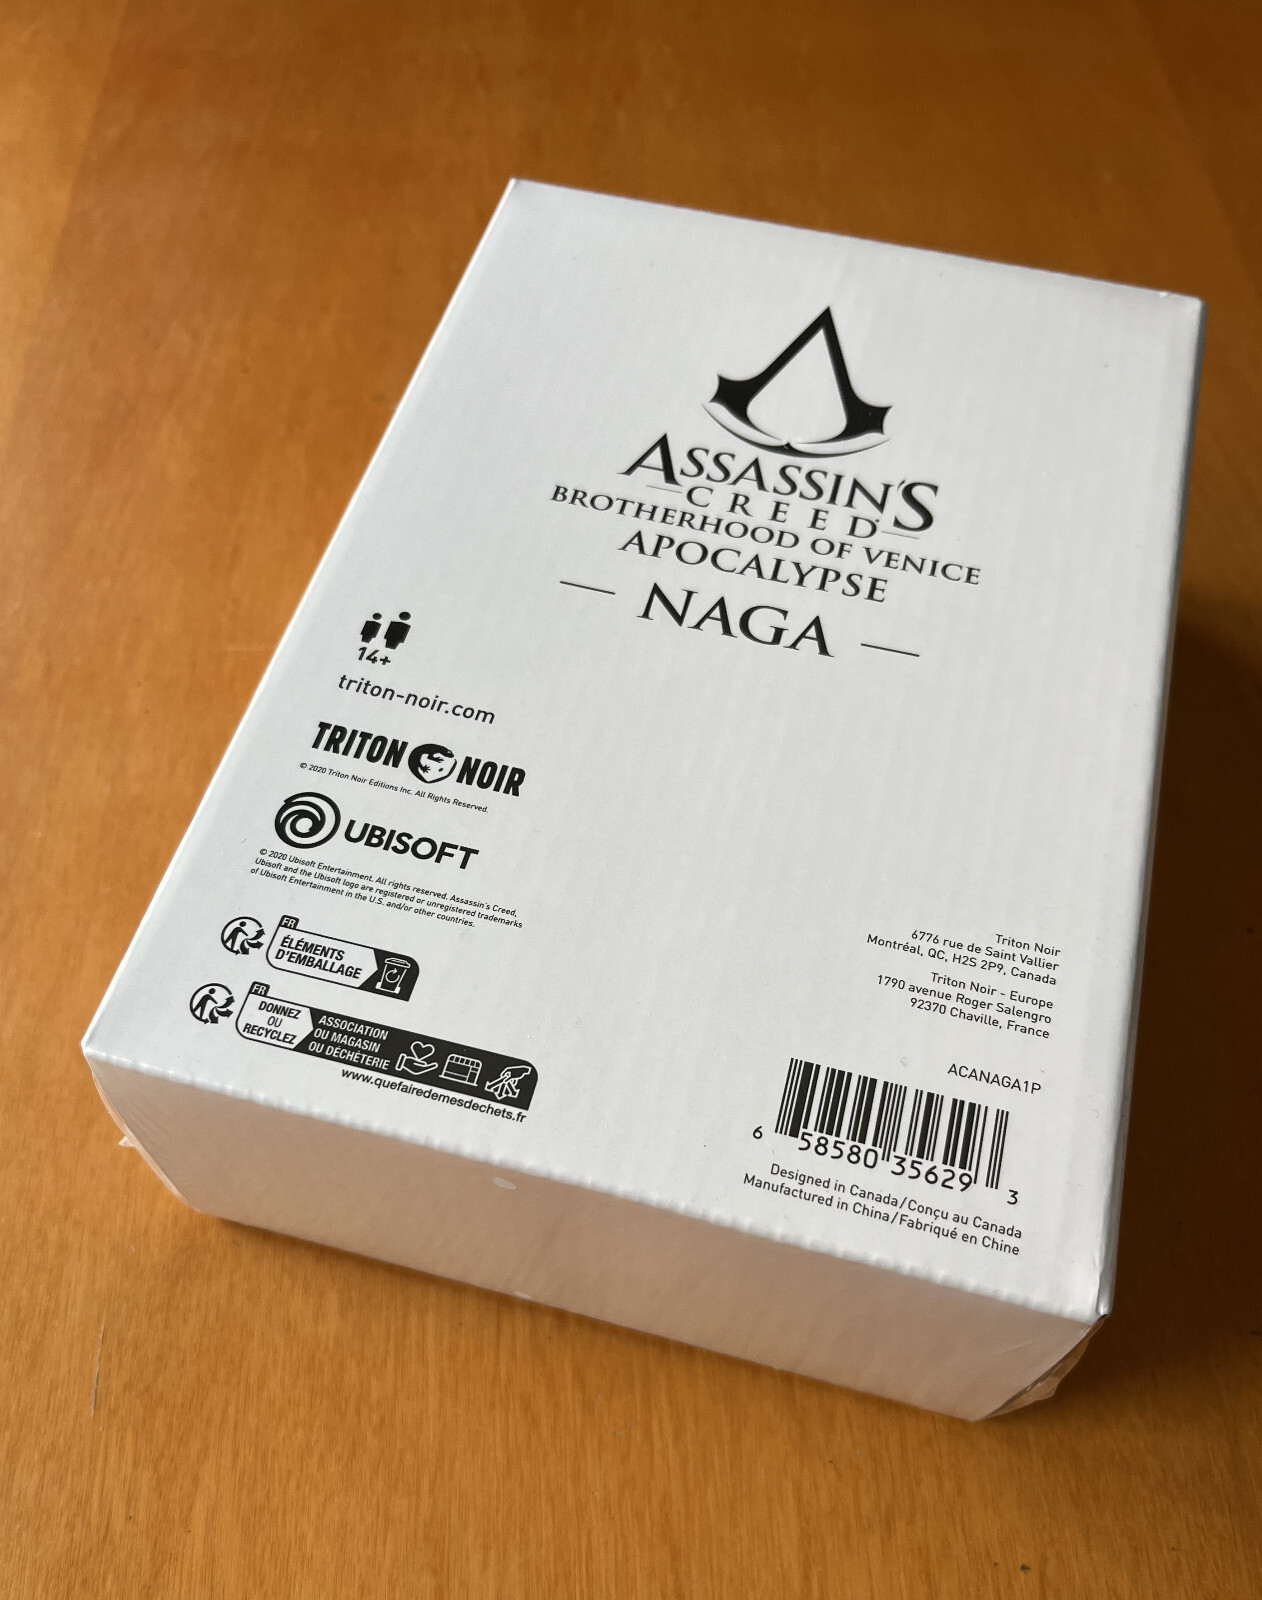 ASSASSIN'S
CREED
BROTHERHOOD OF VENICE
APOCALYPSE
NAGA
14+
triton-noir.com
TRITON NOIR
© 2020 Triton Noir Editions Inc. All Rights Reserved.
UBISOFT
© 2020 Ubisoft Entertainment. All rights reserved. Assassin's Creed,
Ubisoft and the Ubisoft logo are registered or unregistered trademarks
of Ubisoft Entertainment in the U.S. and/or other countries.
FR
ÉLÉMENTS
D'EMBALLAGE
FR
DONNEZ
OU
RECYCLEZ
ASSOCIATION
OU MAGASIN
OU DÉCHÈTERIE
www.quefairedemesdechets.fr
Triton Noir
6776 rue de Saint Vallier
Montréal, QC, H2S 2P9, Canada
Triton Noir - Europe
1790 avenue Roger Salengro
92370 Chaville, France
ACANAGA1P
6 58580 35629 3
Designed in Canada/Conçu au Canada
Manufactured in China/Fabriqué en Chine